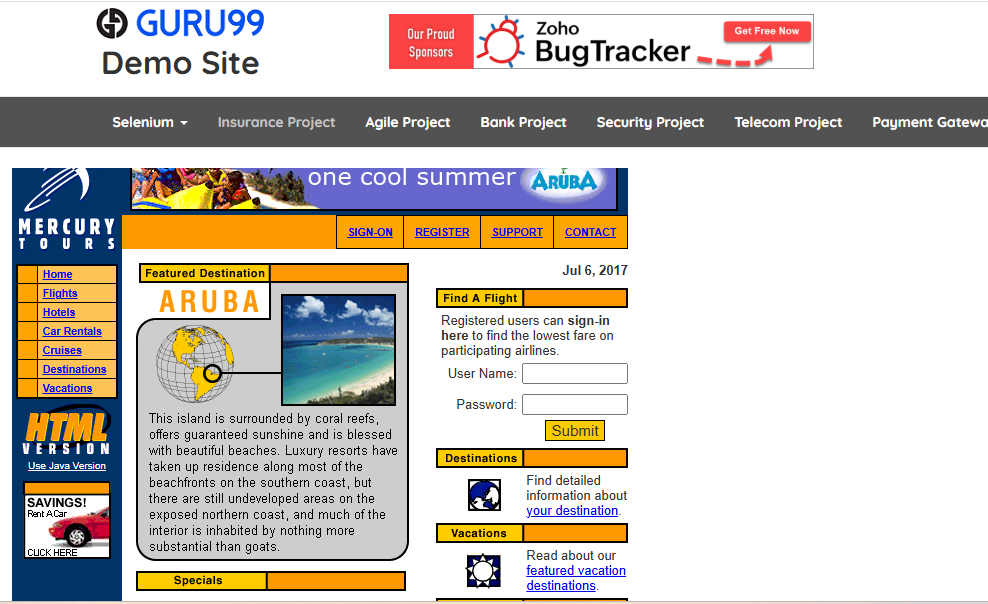 GURU99
Demo Site
Our Proud
Sponsors
Zoho
BugTracker
Get Free Now
Selenium
Insurance Project
Agile Project
Bank Project
Security Project
Telecom Project
Payment Gatewa
one cool summer
ARUBA
MERCURY
TOURS
SIGN-ON
REGISTER
SUPPORT
CONTACT
Home
Flights
Hotels
Car Rentals
Cruises
Destinations
Vacations
HTML
VERSION
Use Java Version
SAVINGS!
Rent A Car
CLICK HERE
Featured Destination
ARUBA
This island is surrounded by coral reefs,
offers guaranteed sunshine and is blessed
with beautiful beaches. Luxury resorts have
taken up residence along most of the
beachfronts on the southern coast, but
there are still undeveloped areas on the
exposed northern coast, and much of the
interior is inhabited by nothing more
substantial than goats.
Specials
Jul 6, 2017
Find A Flight
Registered users can sign-in
here to find the lowest fare on
participating airlines.
User Name:
Password:
Submit
Destinations
Find detailed
information about
your destination.
Vacations
Read about our
featured vacation
destinations.